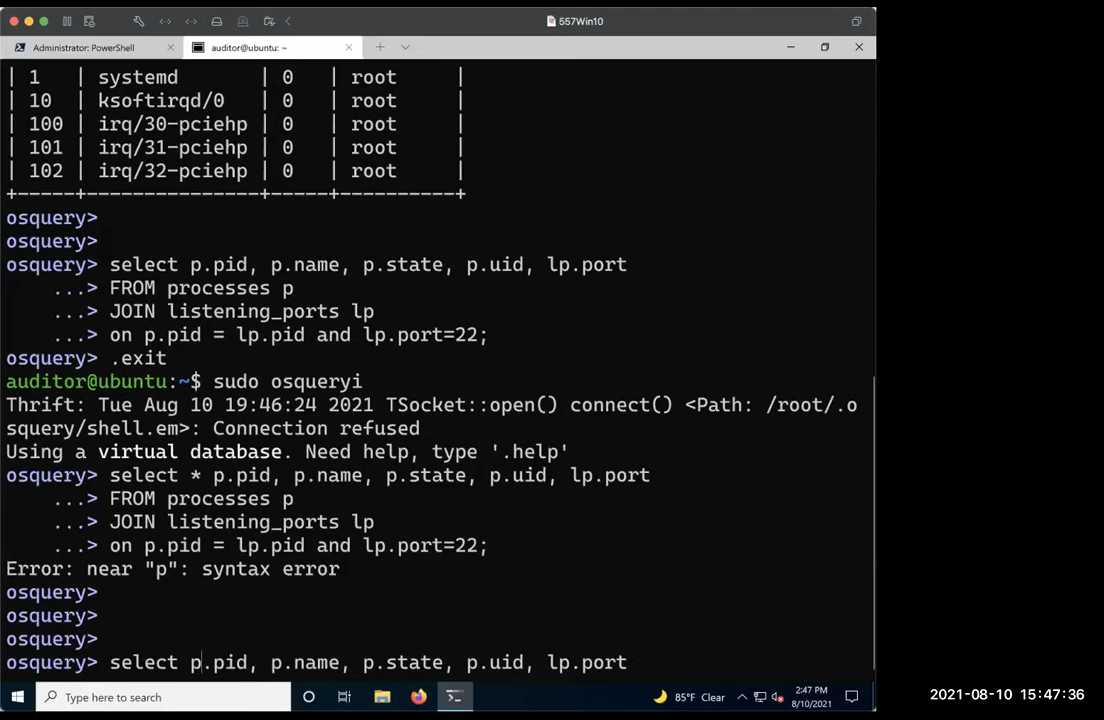 557Win10
Administrator: PowerShell
auditor@ubuntu: ~
| 1 | systemd | 0 | root |
| 10 | ksoftirqd/0 | 0 | root |
| 100 | irq/30-pciehp | 0 | root |
| 101 | irq/31-pciehp | 0 | root |
| 102 | irq/32-pciehp | 0 | root |
+-----+---------------+-----+----------+
osquery>
osquery>
osquery> select p.pid, p.name, p.state, p.uid, lp.port
...> FROM processes p
...> JOIN listening_ports lp
...> on p.pid = lp.pid and lp.port=22;
osquery> .exit
auditor@ubuntu:~$ sudo osqueryi
Thrift: Tue Aug 10 19:46:24 2021 TSocket::open() connect() <Path: /root/.o
squery/shell.em>: Connection refused
Using a virtual database. Need help, type '.help'
osquery> select * p.pid, p.name, p.state, p.uid, lp.port
...> FROM processes p
...> JOIN listening_ports lp
...> on p.pid = lp.pid and lp.port=22;
Error: near "p": syntax error
osquery>
osquery>
osquery>
osquery> select p.pid, p.name, p.state, p.uid, lp.port
Type here to search
85°F Clear
2:47 PM
8/10/2021
2021-08-10 15:47:36